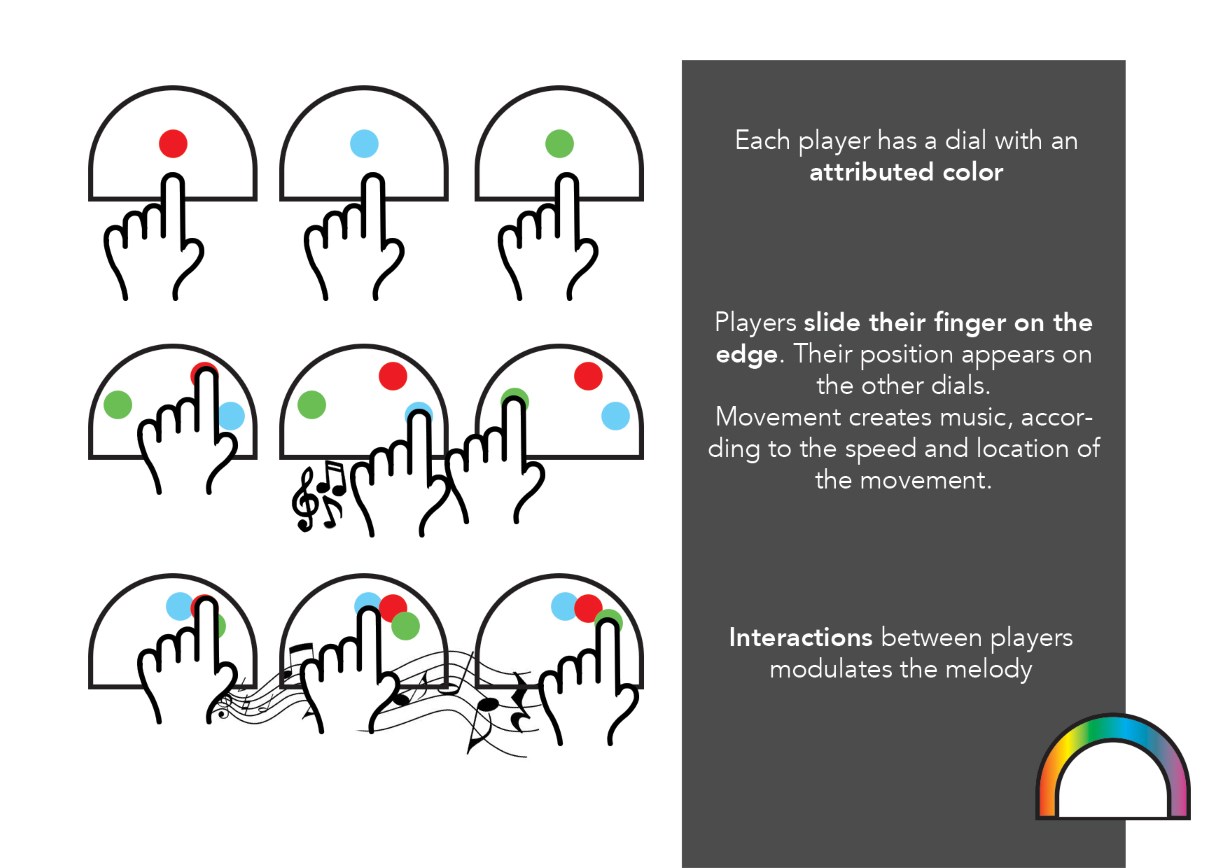 Each player has a dial with an
attributed color
Players slide their finger on the
edge. Their position appears on
the other dials.
Movement creates music, accor-
ding to the speed and location of
the movement.
Interactions between players
modulates the melody